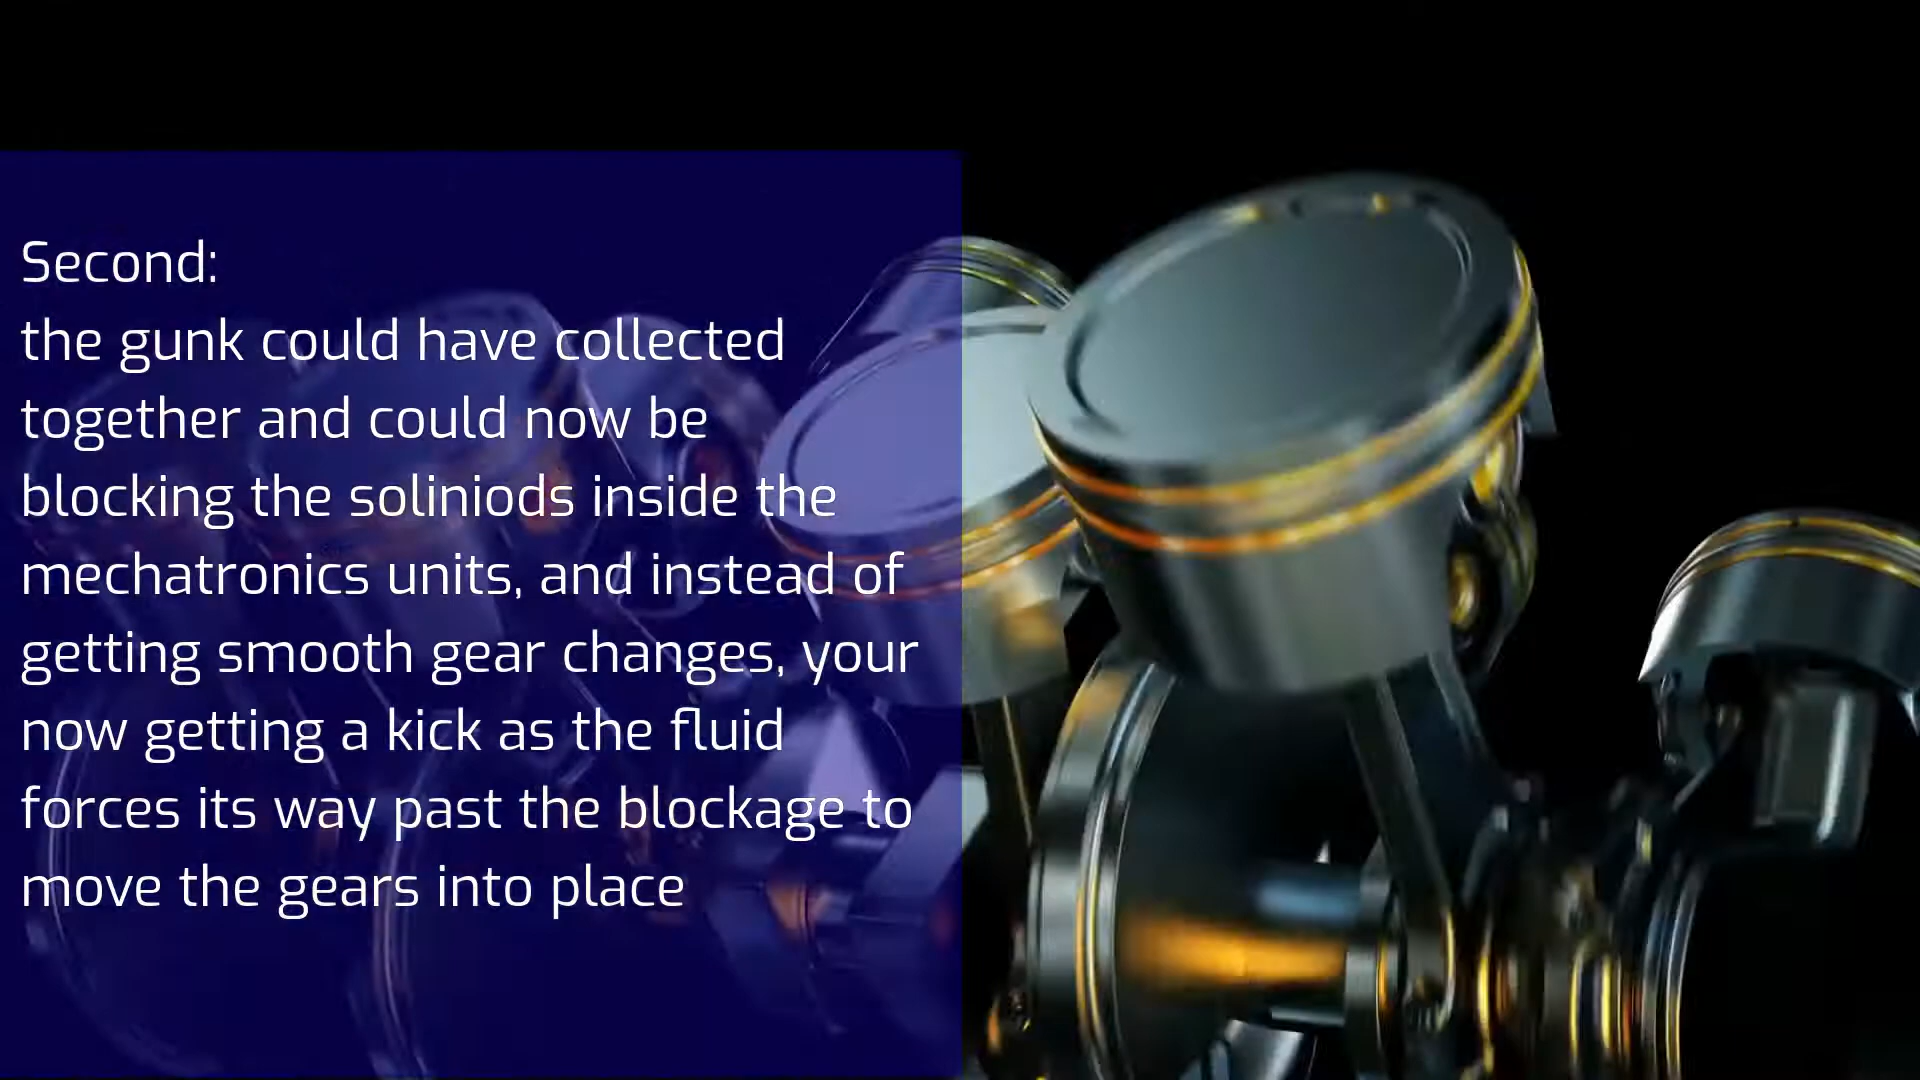 Second:
the gunk could have collected
together and could now be
blocking the soliniods inside the
mechatronics units, and instead of
getting smooth gear changes, your
now getting a kick as the fluid
forces its way past the blockage to
move the gears into place